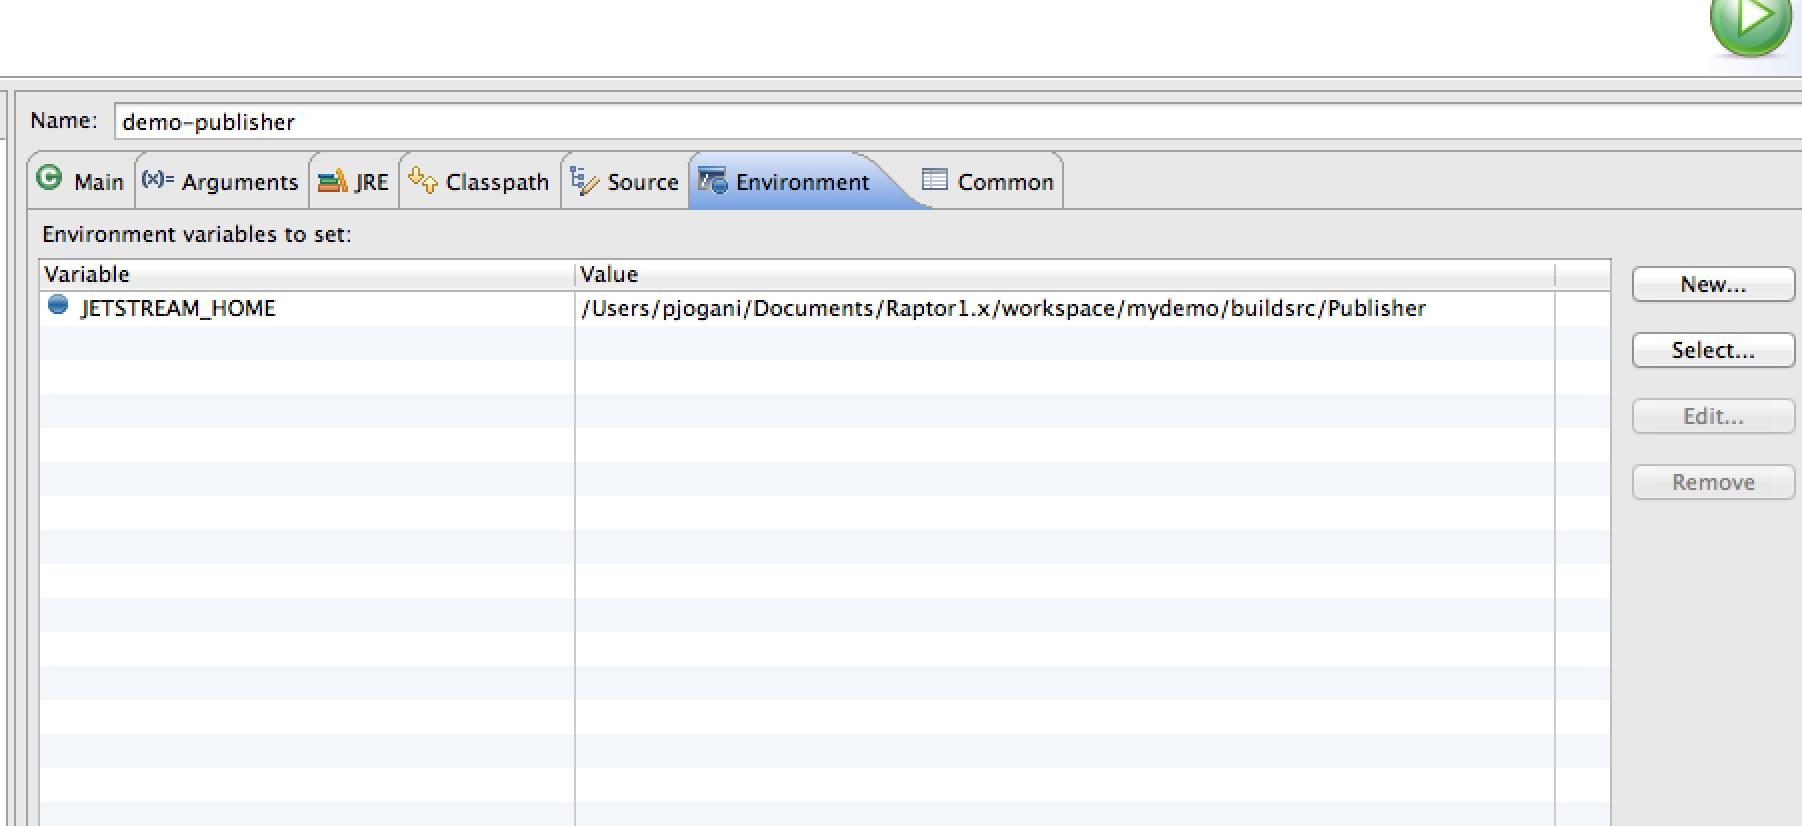 Name: demo-publisher
Main (x)= Arguments JRE Classpath Source Environment Common
Environment variables to set:
Variable Value
JETSTREAM_HOME /Users/pjogani/Documents/Raptor1.x/workspace/mydemo/buildsrc/Publisher
New...
Select...
Edit...
Remove